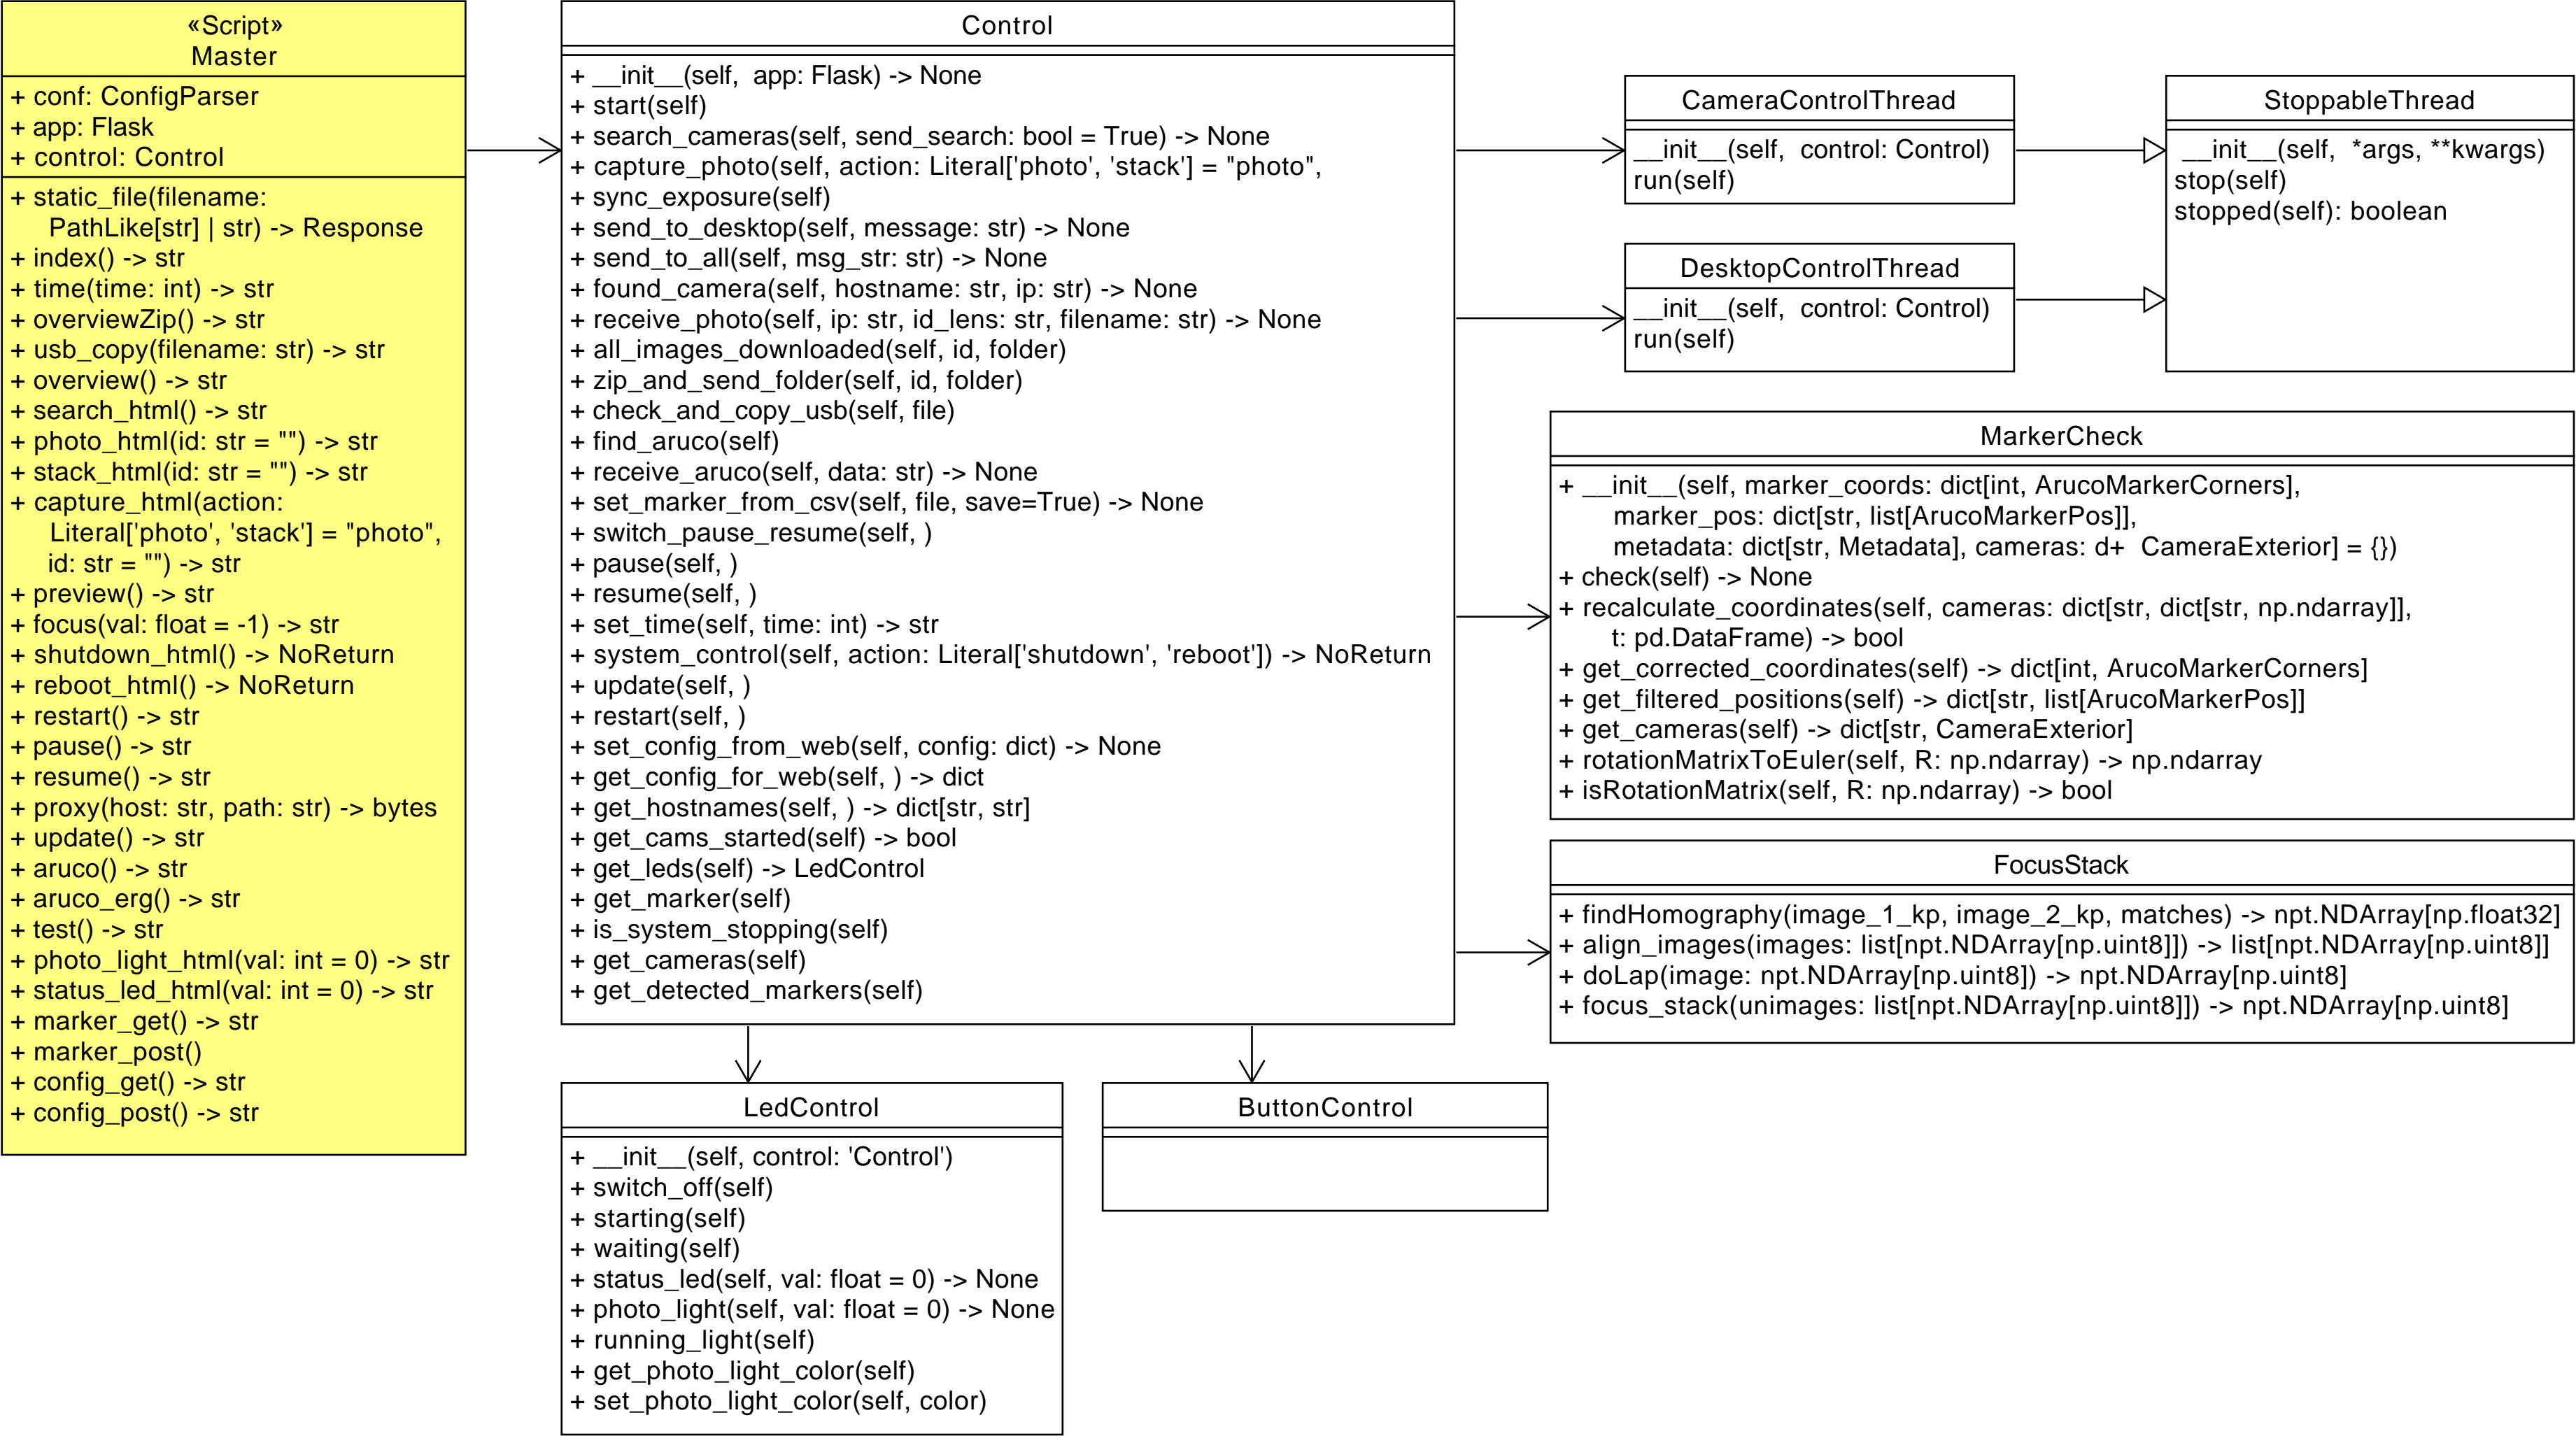 «Script»
Master
+ conf: ConfigParser
+ app: Flask
+ control: Control
+ static_file(filename:
PathLike[str] | str) -> Response
+ index() -> str
+ time(time: int) -> str
+ overviewZip() -> str
+ usb_copy(filename: str) -> str
+ overview() -> str
+ search_html() -> str
+ photo_html(id: str = "") -> str
+ stack_html(id: str = "") -> str
+ capture_html(action:
Literal['photo', 'stack'] = "photo",
id: str = "") -> str
+ preview() -> str
+ focus(val: float = -1) -> str
+ shutdown_html() -> NoReturn
+ reboot_html() -> NoReturn
+ restart() -> str
+ pause() -> str
+ resume() -> str
+ proxy(host: str, path: str) -> bytes
+ update() -> str
+ aruco() -> str
+ aruco_erg() -> str
+ test() -> str
+ photo_light_html(val: int = 0) -> str
+ status_led_html(val: int = 0) -> str
+ marker_get() -> str
+ marker_post()
+ config_get() -> str
+ config_post() -> str
Control
+ __init__(self,  app: Flask) -> None
+ start(self)
+ search_cameras(self, send_search: bool = True) -> None
+ capture_photo(self, action: Literal['photo', 'stack'] = "photo",
+ sync_exposure(self)
+ send_to_desktop(self, message: str) -> None
+ send_to_all(self, msg_str: str) -> None
+ found_camera(self, hostname: str, ip: str) -> None
+ receive_photo(self, ip: str, id_lens: str, filename: str) -> None
+ all_images_downloaded(self, id, folder)
+ zip_and_send_folder(self, id, folder)
+ check_and_copy_usb(self, file)
+ find_aruco(self)
+ receive_aruco(self, data: str) -> None
+ set_marker_from_csv(self, file, save=True) -> None
+ switch_pause_resume(self, )
+ pause(self, )
+ resume(self, )
+ set_time(self, time: int) -> str
+ system_control(self, action: Literal['shutdown', 'reboot']) -> NoReturn
+ update(self, )
+ restart(self, )
+ set_config_from_web(self, config: dict) -> None
+ get_config_for_web(self, ) -> dict
+ get_hostnames(self, ) -> dict[str, str]
+ get_cams_started(self) -> bool
+ get_leds(self) -> LedControl
+ get_marker(self)
+ is_system_stopping(self)
+ get_cameras(self)
+ get_detected_markers(self)
CameraControlThread
__init__(self,  control: Control)
run(self)
StoppableThread
__init__(self,  *args, **kwargs)
stop(self)
stopped(self): boolean
DesktopControlThread
__init__(self,  control: Control)
run(self)
MarkerCheck
+ __init__(self, marker_coords: dict[int, ArucoMarkerCorners],
marker_pos: dict[str, list[ArucoMarkerPos]],
metadata: dict[str, Metadata], cameras: d+  CameraExterior] = {})
+ check(self) -> None
+ recalculate_coordinates(self, cameras: dict[str, dict[str, np.ndarray]],
t: pd.DataFrame) -> bool
+ get_corrected_coordinates(self) -> dict[int, ArucoMarkerCorners]
+ get_filtered_positions(self) -> dict[str, list[ArucoMarkerPos]]
+ get_cameras(self) -> dict[str, CameraExterior]
+ rotationMatrixToEuler(self, R: np.ndarray) -> np.ndarray
+ isRotationMatrix(self, R: np.ndarray) -> bool
FocusStack
+ findHomography(image_1_kp, image_2_kp, matches) -> npt.NDArray[np.float32]
+ align_images(images: list[npt.NDArray[np.uint8]]) -> list[npt.NDArray[np.uint8]]
+ doLap(image: npt.NDArray[np.uint8]) -> npt.NDArray[np.uint8]
+ focus_stack(unimages: list[npt.NDArray[np.uint8]]) -> npt.NDArray[np.uint8]
LedControl
+ __init__(self, control: 'Control')
+ switch_off(self)
+ starting(self)
+ waiting(self)
+ status_led(self, val: float = 0) -> None
+ photo_light(self, val: float = 0) -> None
+ running_light(self)
+ get_photo_light_color(self)
+ set_photo_light_color(self, color)
ButtonControl